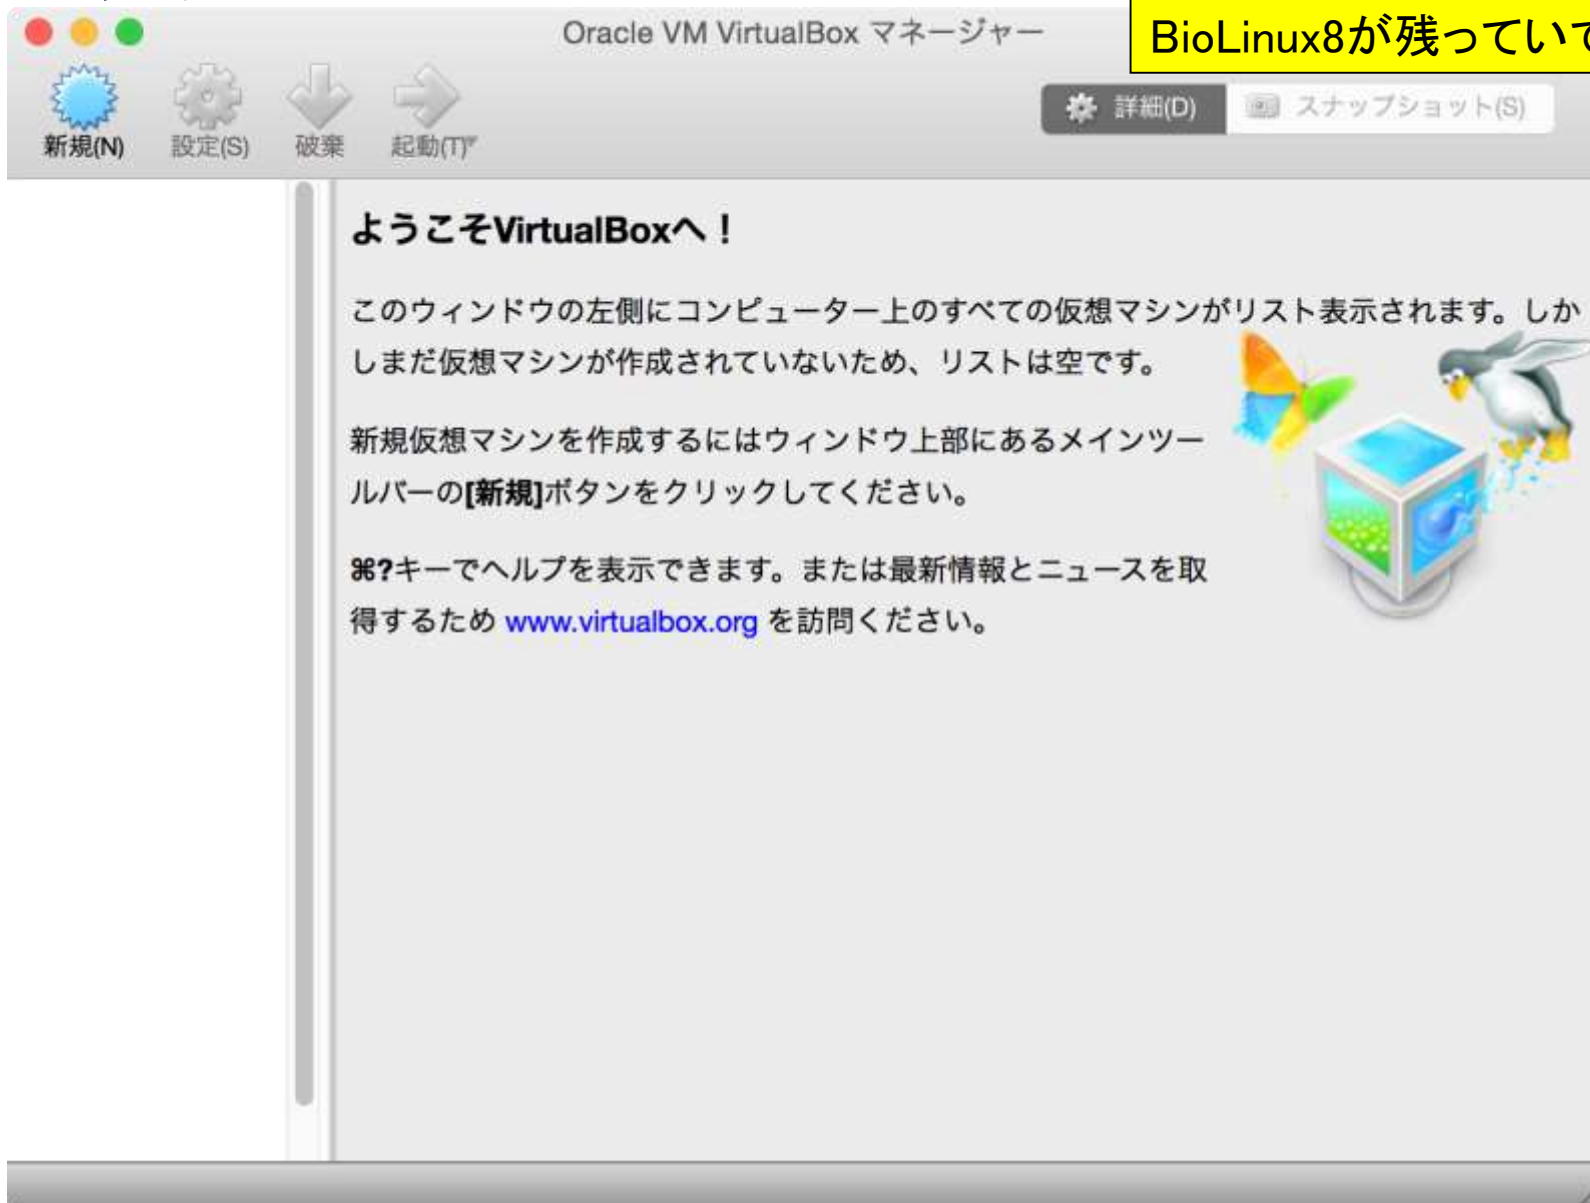 Oracle VM VirtualBox マネージャー
BioLinux8が残ってい
新規(N)
設定(S)
破棄
起動(T)
詳細(D)
スナップショット(S)
ようこそVirtualBoxへ！
このウィンドウの左側にコンピューター上のすべての仮想マシンがリスト表示されます。しか
しまだ仮想マシンが作成されていないため、リストは空です。
新規仮想マシンを作成するにはウィンドウ上部にあるメインツー
ルバーの[新規]ボタンをクリックしてください。
⌘?キーでヘルプを表示できます。または最新情報とニュースを取
得するため www.virtualbox.org を訪問ください。